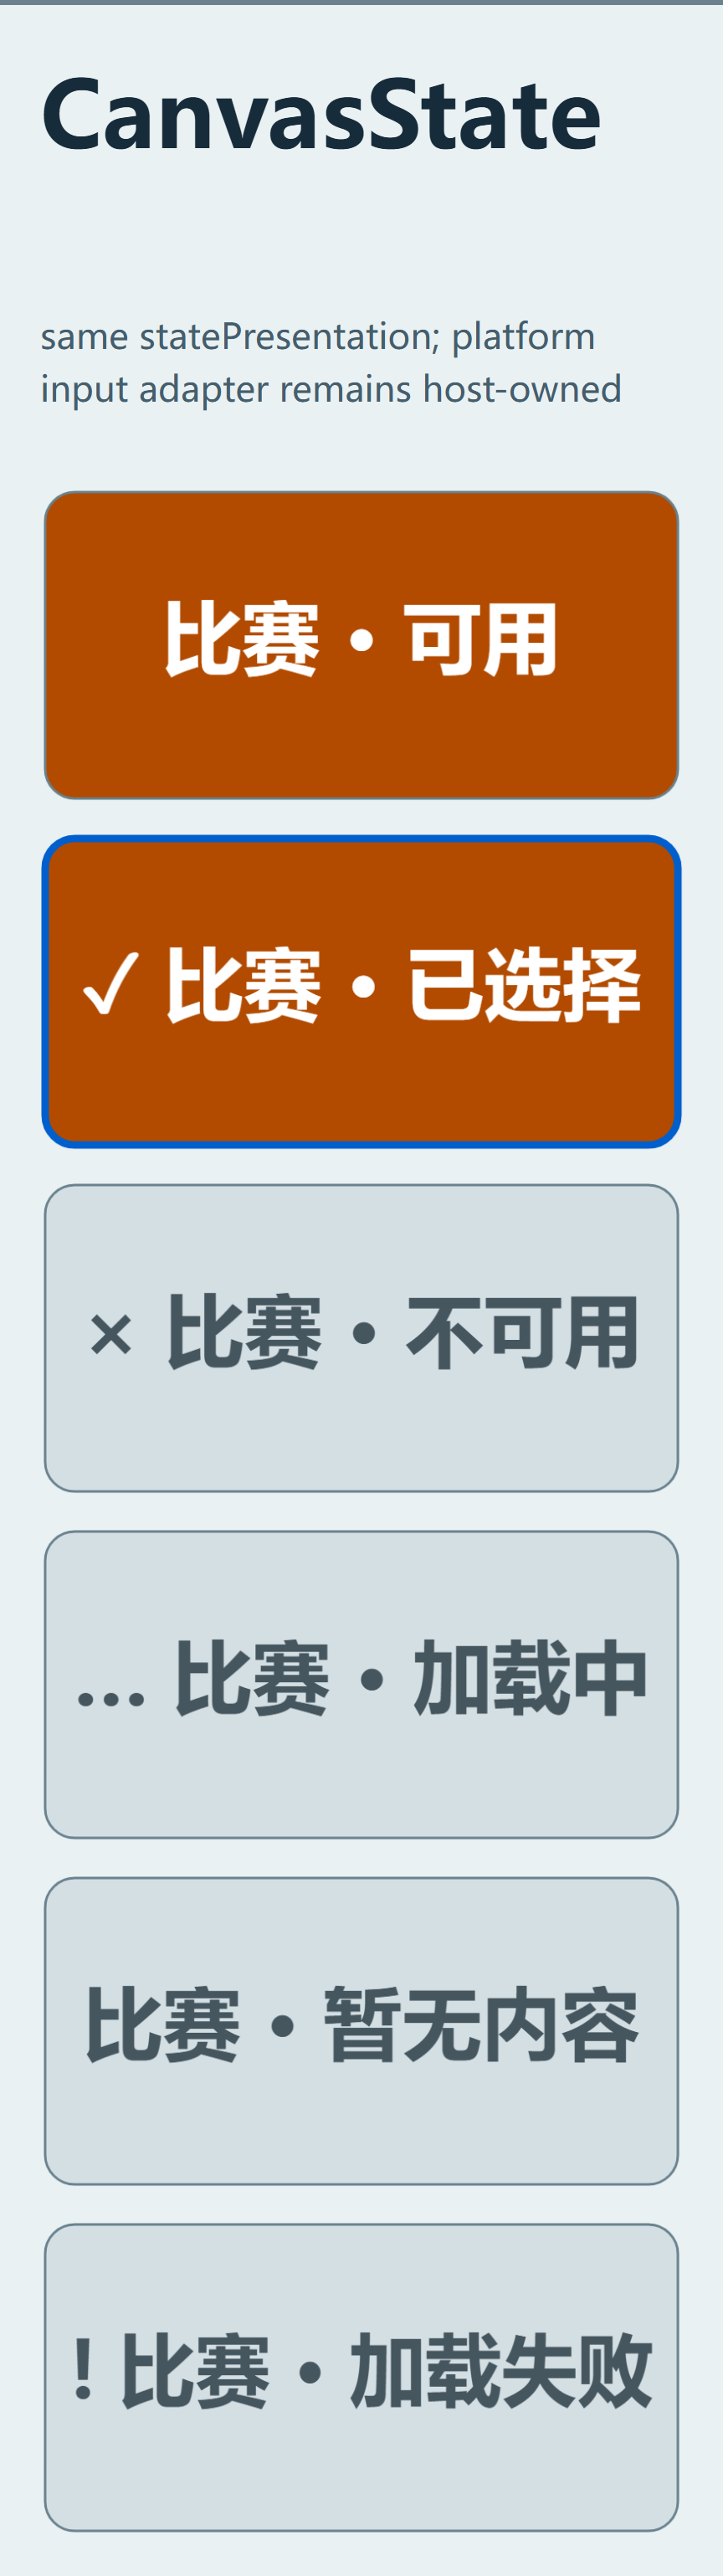 CanvasState
same statePresentation; platform
input adapter remains host-owned
比赛 • 可用
✓ 比赛 • 已选择
× 比赛 • 不可用
… 比赛 • 加载中
比赛 • 暂无内容
! 比赛 • 加载失败